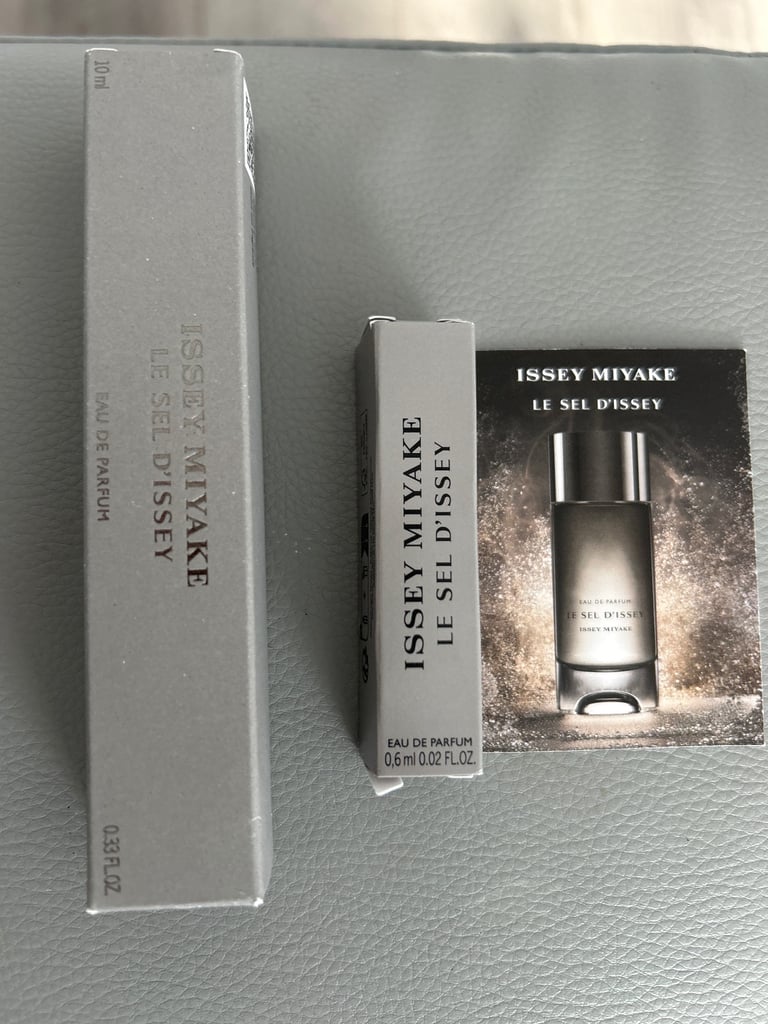 10 ml
ISSEY MIYAKE
LE SEL D'ISSEY
EAU DE PARFUM
0.33 FL.OZ.
ISSEY MIYAKE
LE SEL D'ISSEY
EAU DE PARFUM
0,6 ml 0.02 FL.OZ.
ISSEY MIYAKE
LE SEL D'ISSEY
EAU DE PARFUM
LE SEL D'ISSEY
ISSEY MIYAKE